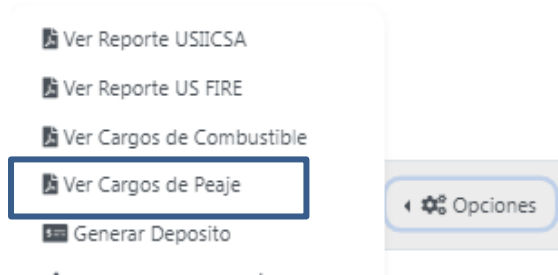 Ver Reporte USIICSA
Ver Reporte US FIRE
Ver Cargos de Combustible
Ver Cargos de Peaje
Opciones
Generar Deposito